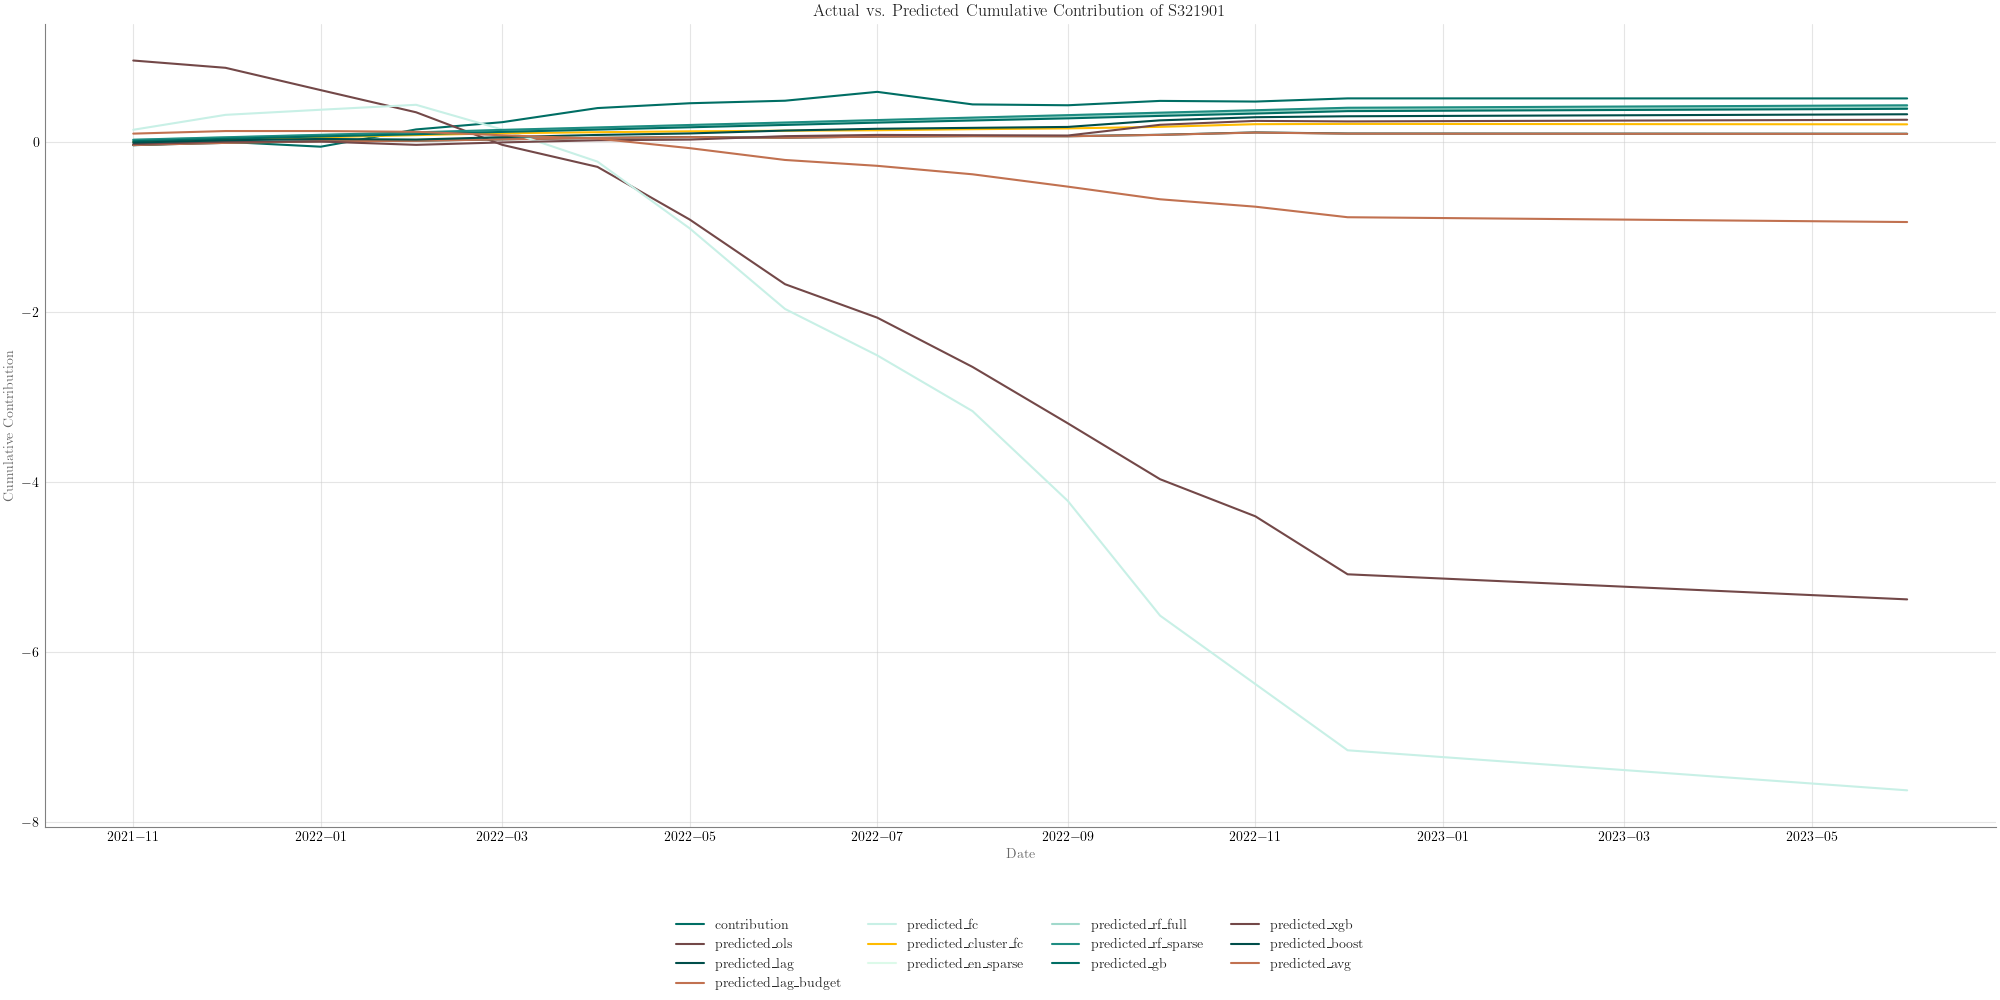 Actual vs. Predicted Cumulative Contribution of S321901
Cumulative Contribution
0
−2
−4
−6
−8
2021−11 2022−01 2022−03 2022−05 2022−07 2022−09 2022−11 2023−01 2023−03 2023−05
Date
contribution predicted_fc predicted_rf_full predicted_xgb
predicted_ols predicted_cluster_fc predicted_rf_sparse predicted_boost
predicted_lag predicted_en_sparse predicted_gb predicted_avg
predicted_lag_budget